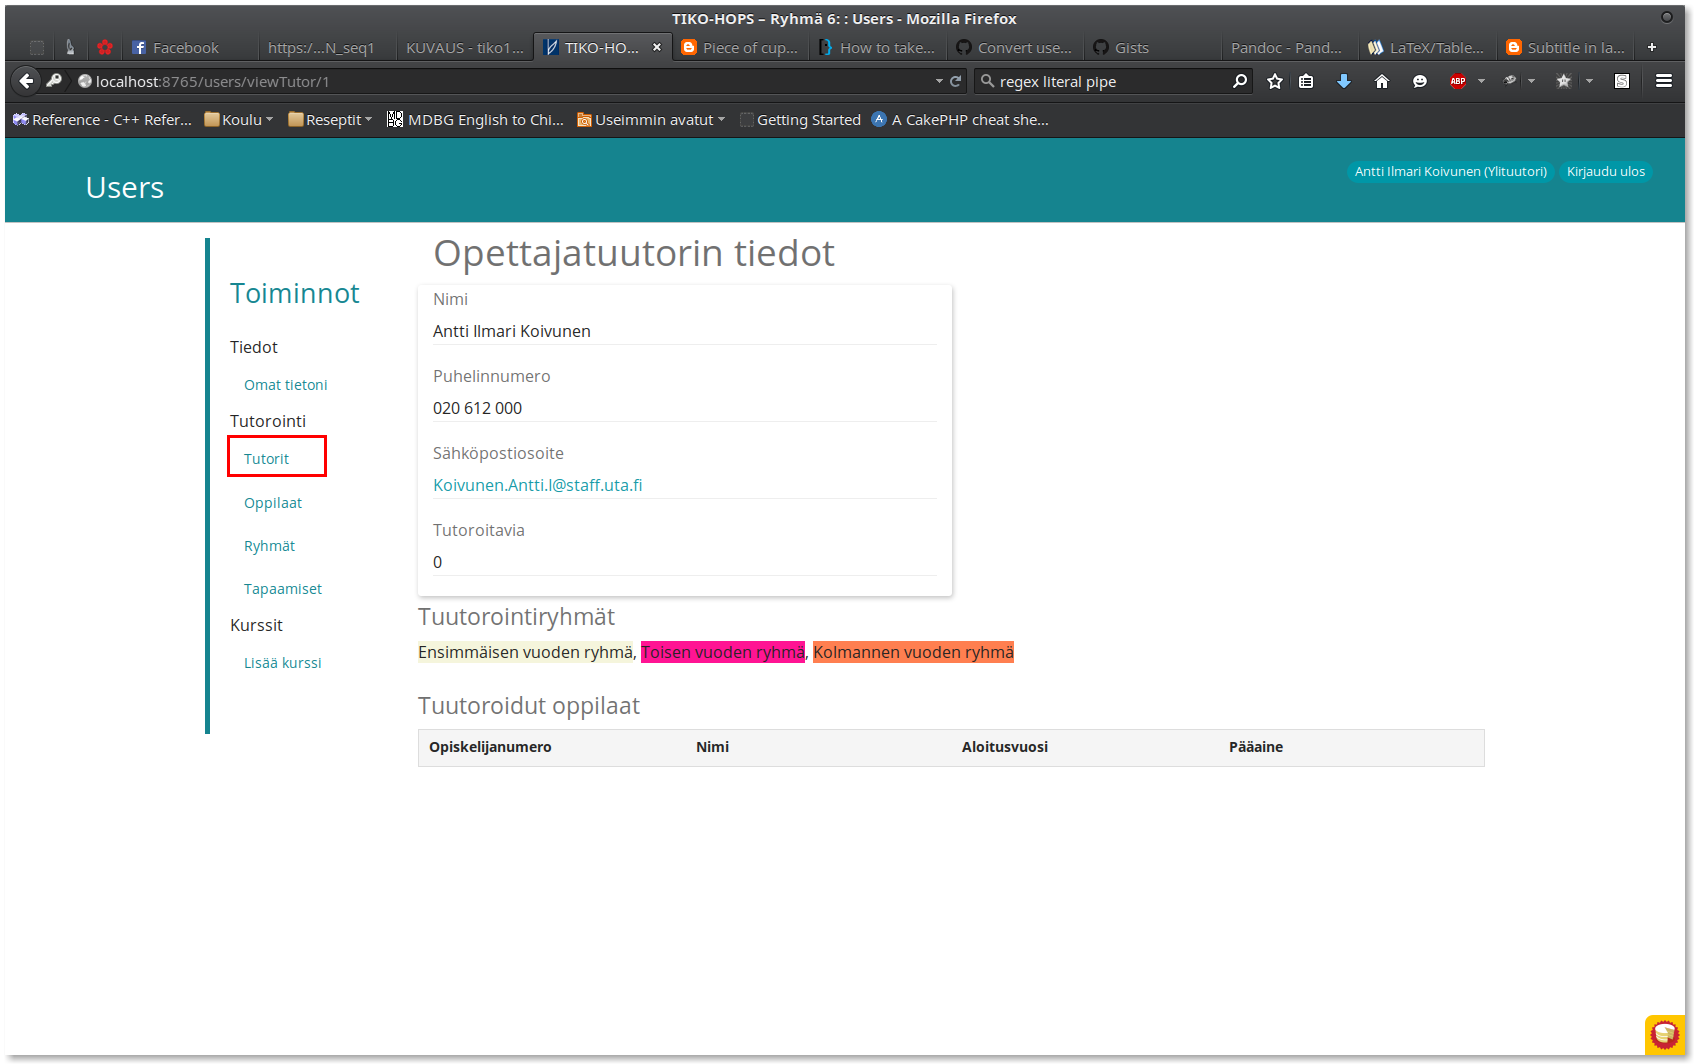 TIKO-HOPS – Ryhmä 6: : Users - Mozilla Firefox
Facebook
https:/...N_seq1
KUVAUS - tiko1...
TIKO-HO...
Piece of cup...
How to take...
Convert use...
Gists
Pandoc - Pand...
LaTeX/Table...
Subtitle in la...
localhost:8765/users/viewTutor/1
regex literal pipe
ABP
S
Reference - C++ Refer...
Koulu
Reseptit
MDBG English to Chi...
Useimmin avatut
Getting Started
A CakePHP cheat she...
Users
Antti Ilmari Koivunen (Ylituutori)
Kirjaudu ulos
Toiminnot
Tiedot
Omat tietoni
Tutorointi
Tutorit
Oppilaat
Ryhmät
Tapaamiset
Kurssit
Lisää kurssi
Opettajatuutorin tiedot
Nimi
Antti Ilmari Koivunen
Puhelinnumero
020 612 000
Sähköpostiosoite
Koivunen.Antti.I@staff.uta.fi
Tutoroitavia
0
Tuutorointiryhmät
Ensimmäisen vuoden ryhmä, Toisen vuoden ryhmä, Kolmannen vuoden ryhmä
Tuutoroidut oppilaat
Opiskelijanumero Nimi Aloitusvuosi Pääaine